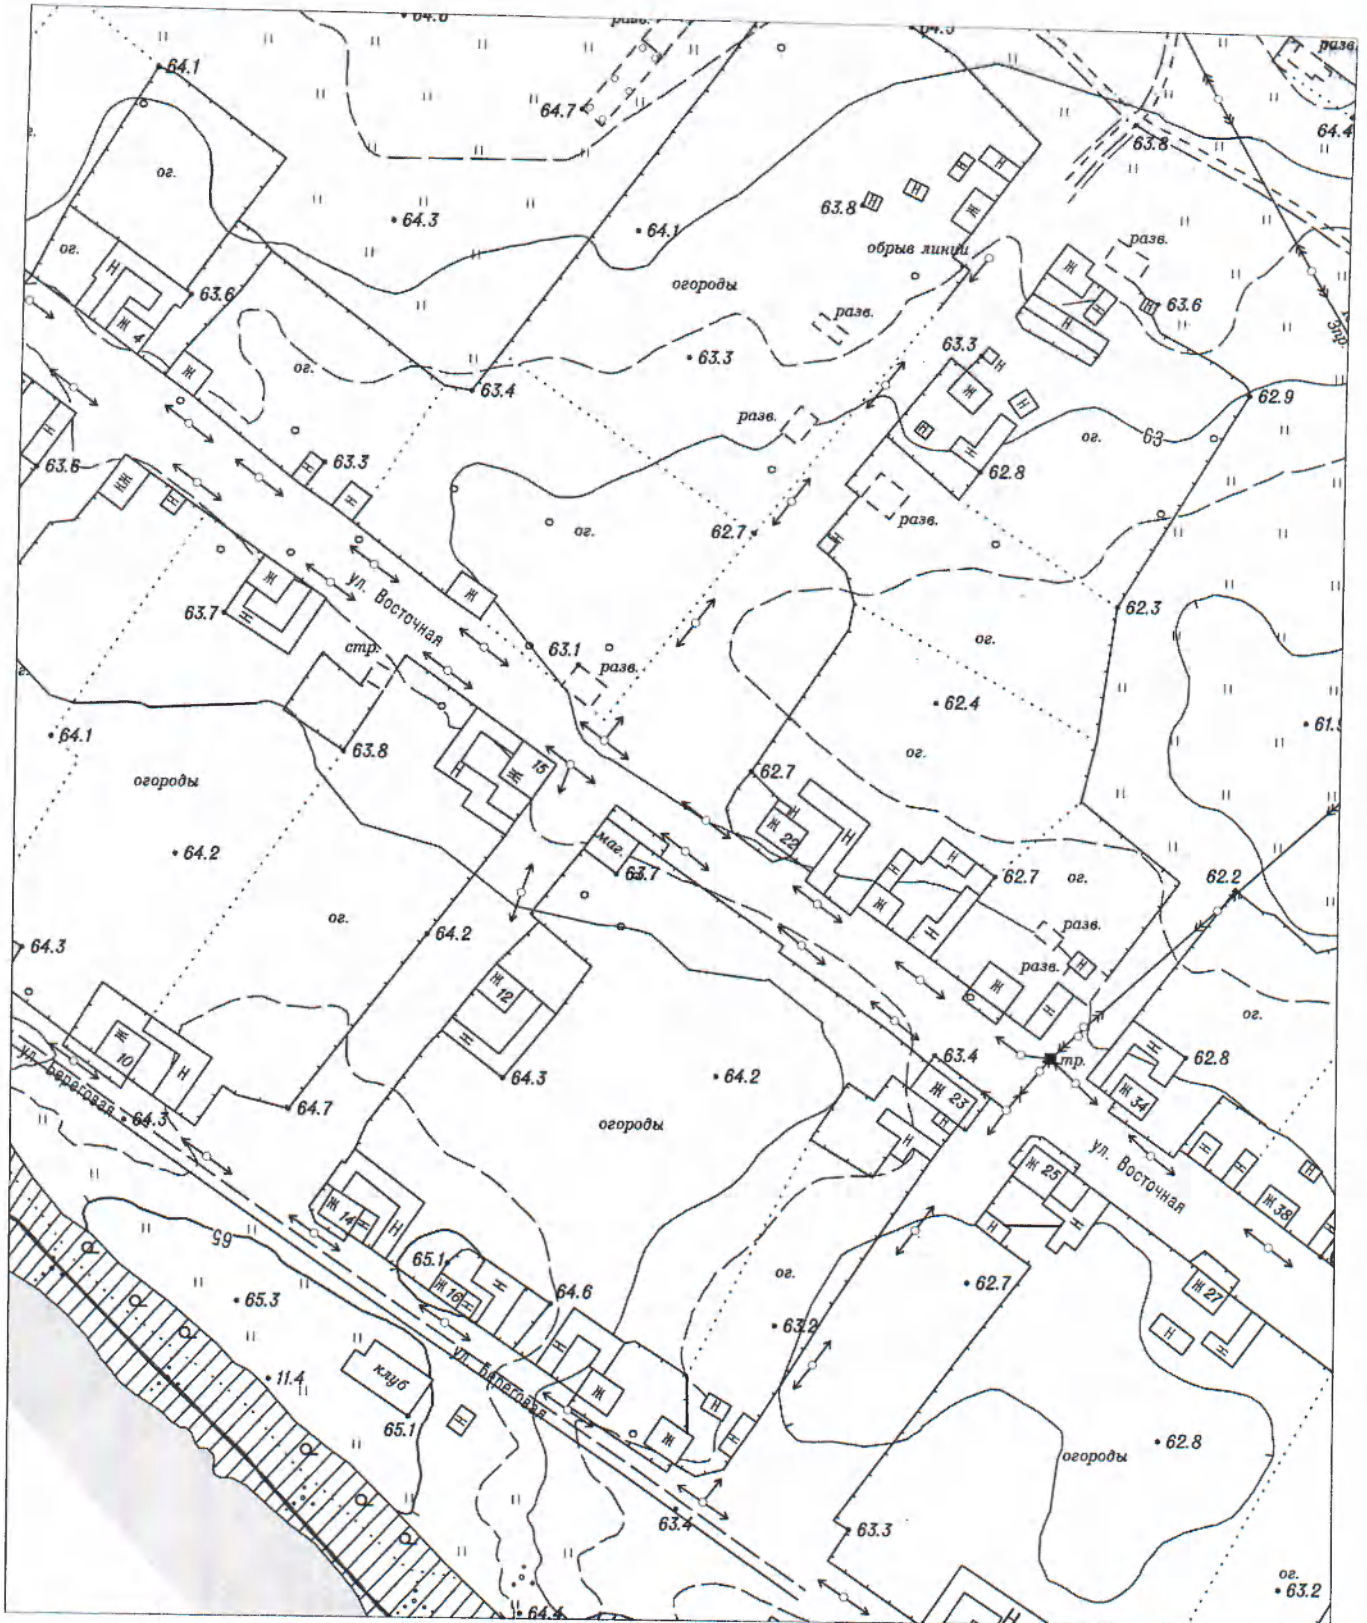 64.1
разв.
разв.
64.7
63.8
64.4
ог.
64.3
64.1
63.8
Ж
Н
Н
Н
Н
обрыв линии
разв.
ог.
Н
63.6
огороды
Ж
63.6
Ж 4
разв.
Н
Н
Н
3пр.
Ж
ог.
63.4
63.3
63.3
Н
62.9
Ж
Н
разв.
Н
63
ог.
Н
63.3
Н
Н
62.8
КЖ
Н
Н
ог.
62.7
разв.
Н
Ж
ул. Восточная
Ж
62.3
63.7
Н
ог.
стр.
63.1
разв.
62.4
64.1
63.8
ог.
огороды
Н
Ж 15
62.7
Н
Ж 22
Н
64.2
маг.
63.7
Н
Н
62.7
ог.
62.2
ог.
Ж
Н
64.3
64.2
разв.
разв.
Н
Ж 12
Ж
Н
ог.
Ж 10
Н
Н
63.4
тр.
Н
62.8
ул. Береговая
64.3
64.7
64.3
64.2
Ж 23
Ж 34
огороды
Н
Н
ул. Восточная
Ж 25
Н
Н
Н
Ж 14
Н
Н
Ж 38
Н
Н
65
65.1
Н
ог.
62.7
Ж 27
65.3
Ж 16
Н
64.6
63.2
Н
Н
Н
11.4
клуб
ул. Береговая
Ж
65.1
Н
Ж
Н
Н
62.8
огороды
63.4
63.3
ог.
63.2
64.4
Н
Н